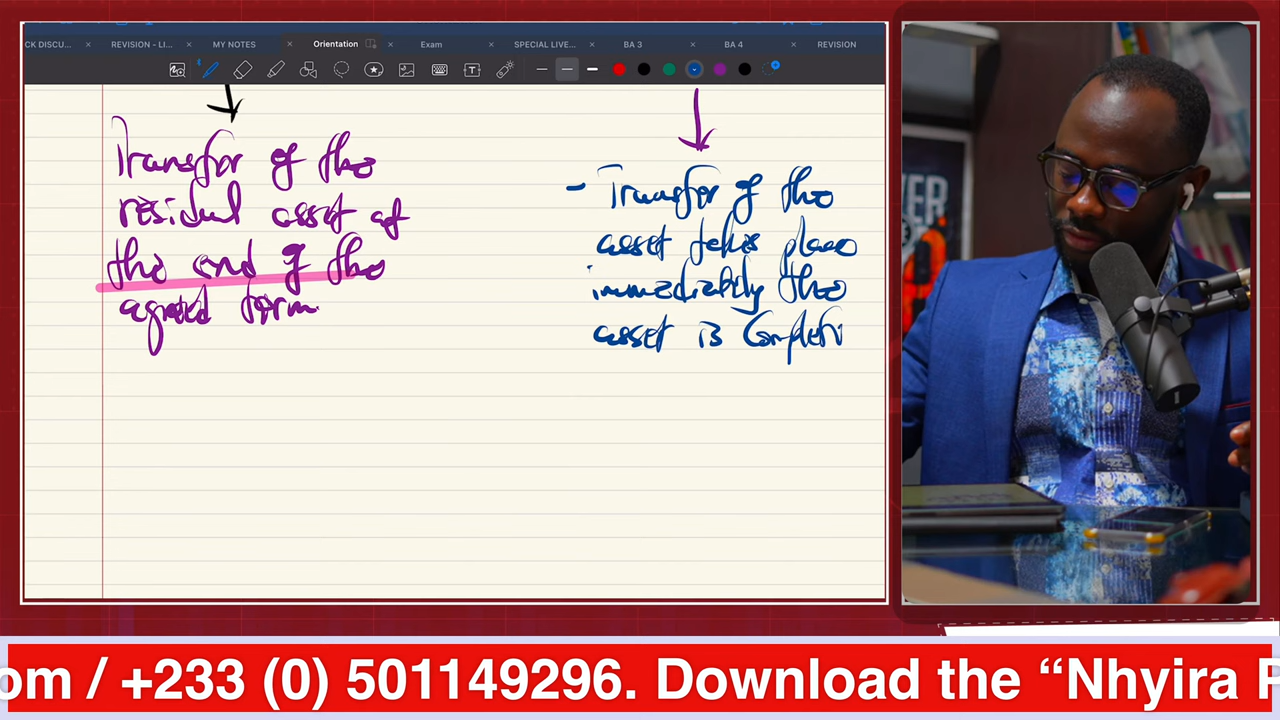 CK DISCU...
REVISION - LI...
MY NOTES
Orientation
Exam
SPECIAL LIVE...
BA 3
BA 4
REVISION
Transfer of the
residual asset at
the end of the
agreed term
- Transfer of the
asset takes place
immediately the
asset is complete
om / +233 (0) 501149296. Download the “Nhyira P